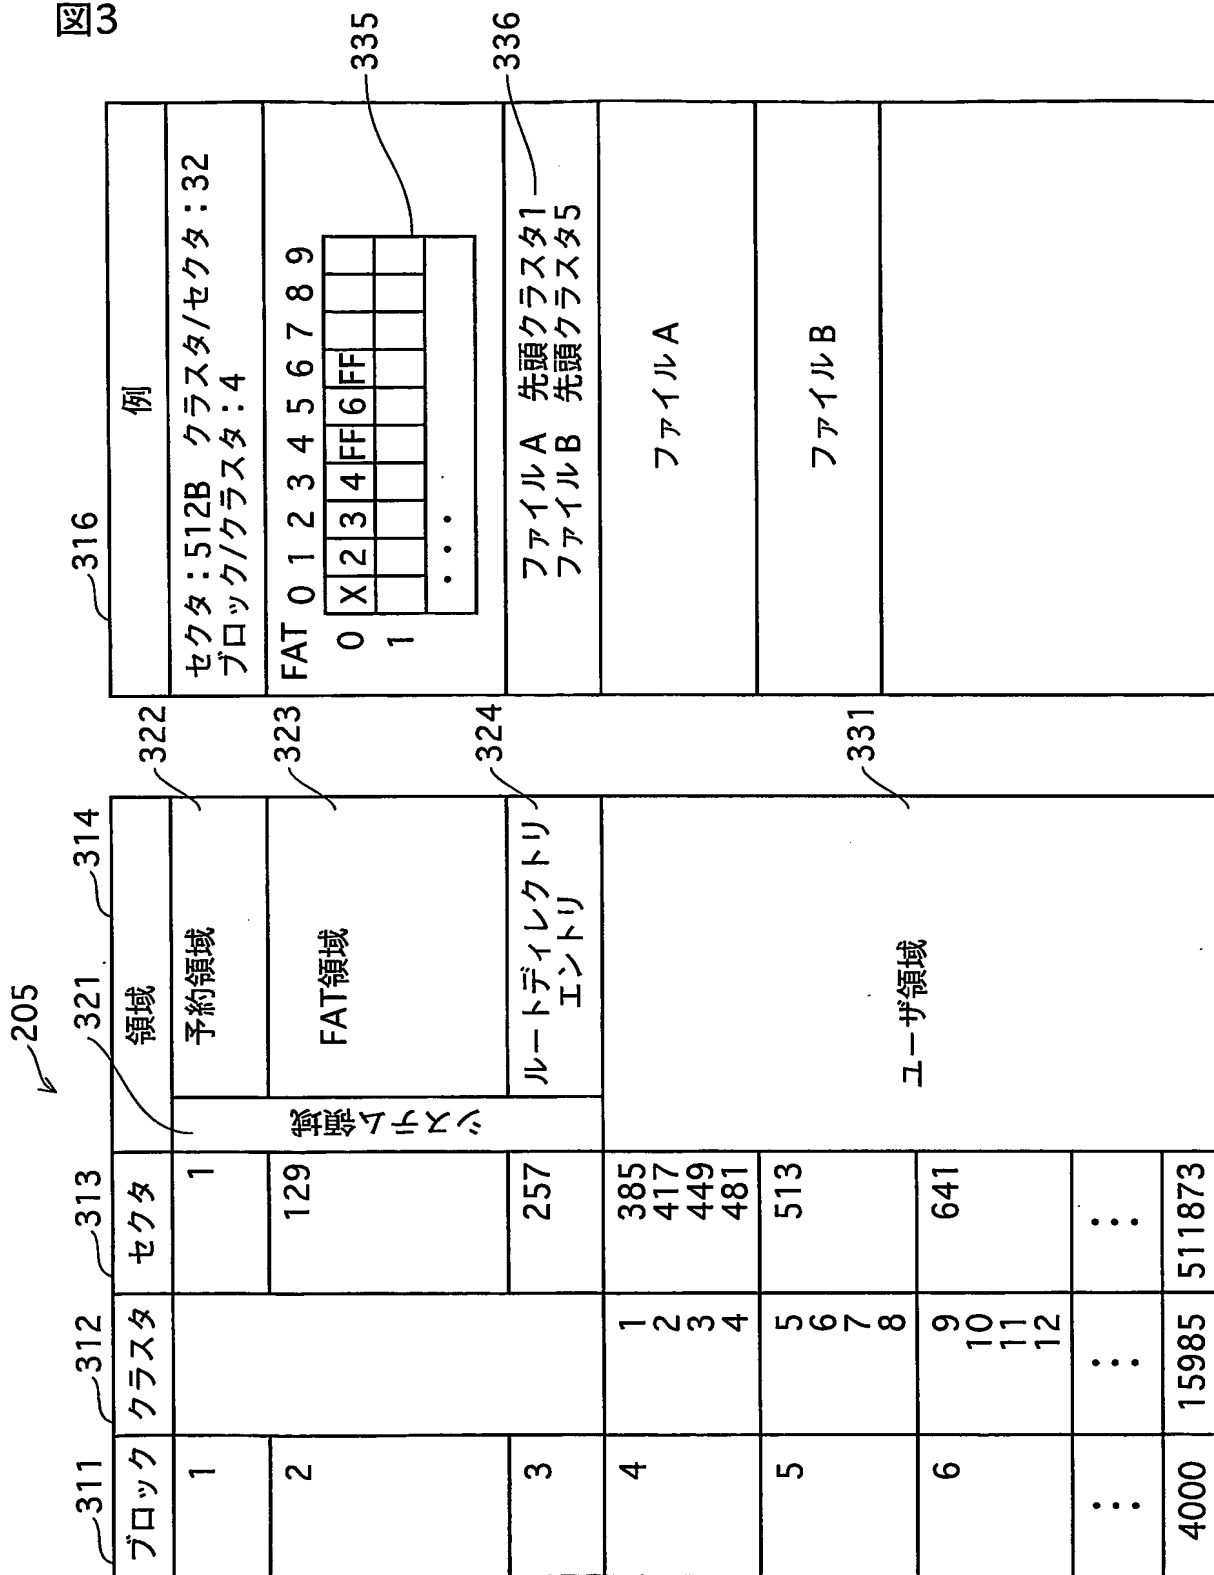 図3
205
311
312
313
321
314
316
ブロック クラスタ セクタ 領域 例
1 1 システム領域 予約領域 322
セクタ：512B クラスタ/セクタ：32
ブロック/クラスタ：4
2 129 FAT領域 323
FAT 0 1 2 3 4 5 6 7 8 9
0 X 2 3 4 FF 6 FF
1
・・・
335
3 257 ルートディレクトリ
エントリ
324
ファイルA 先頭クラスタ1
ファイルB 先頭クラスタ5
336
4 1 385
2 417
3 449
4 481
ユーザ領域
331
ファイルA
5 5 513
6
7
8
ファイルB
6 9 641
10
11
12
・・・ ・・・ ・・・
4000 15985 511873